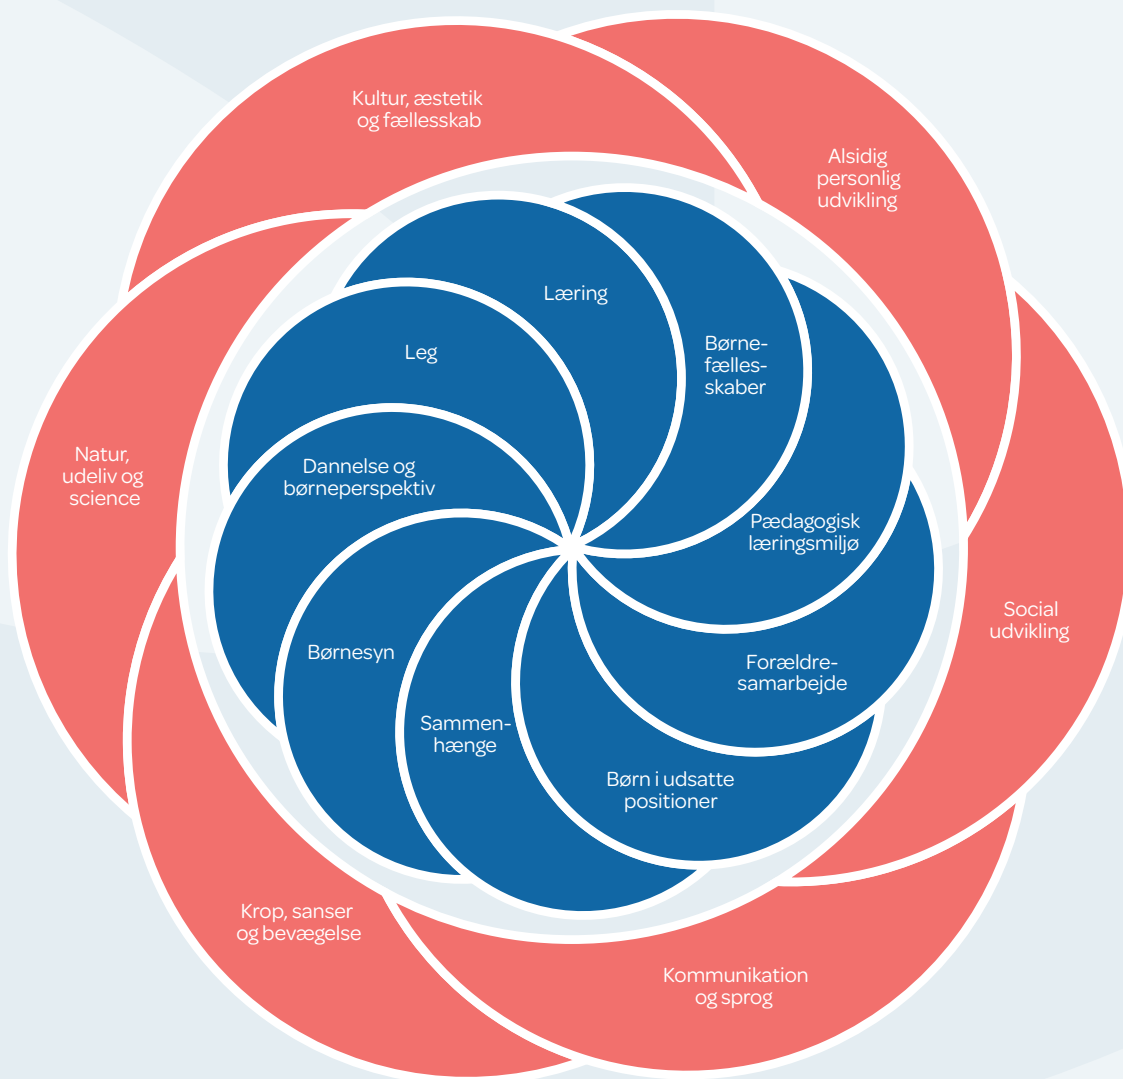 Kultur, æstetik
og fællesskab
Alsidig
personlig
udvikling
Social
udvikling
Kommunikation
og sprog
Krop, sanser
og bevægelse
Natur,
udeliv og
science
Læring
Børne-
fælles-
skaber
Pædagogisk
læringsmiljø
Forældre-
samarbejde
Børn i udsatte
positioner
Sammen-
hænge
Børnesyn
Dannelse og
børneperspektiv
Leg